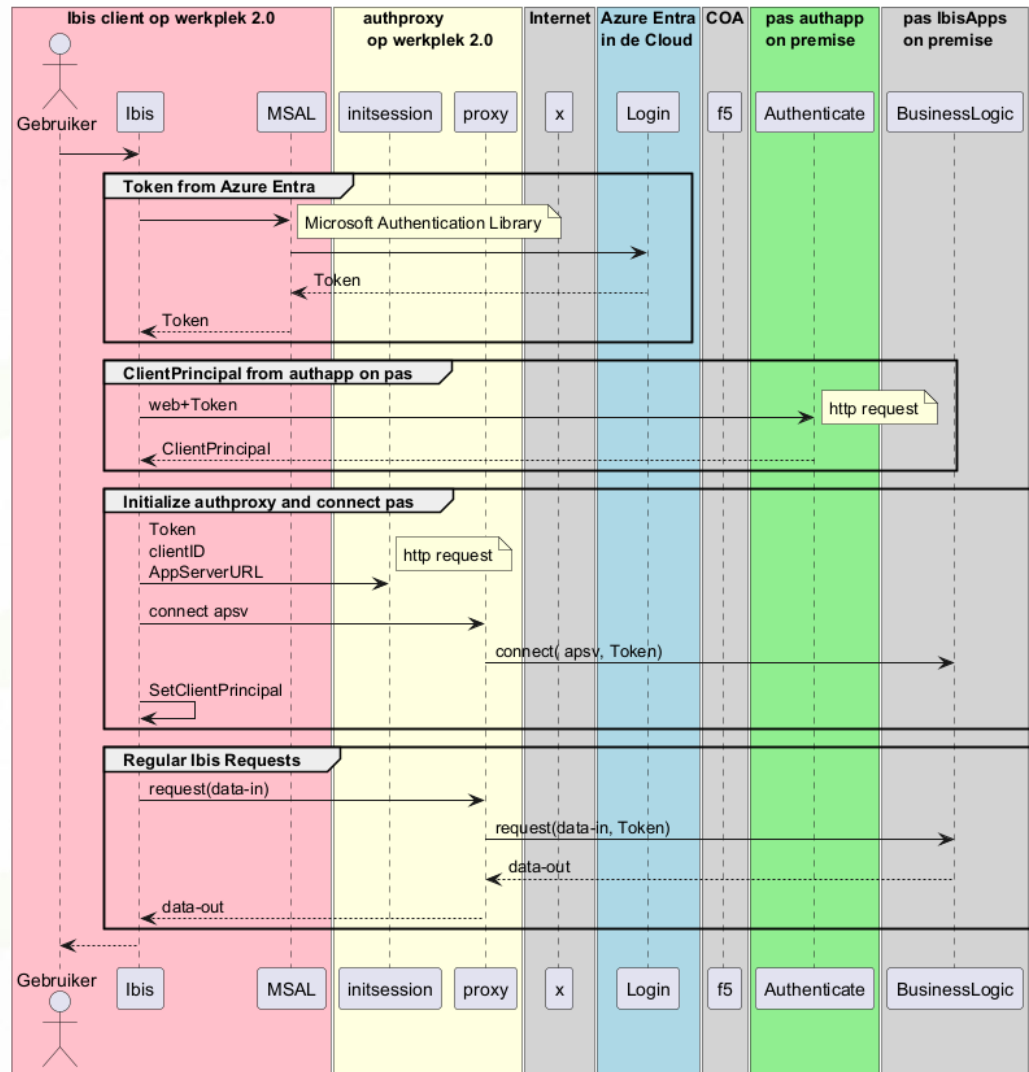 Ibis client op werkplek 2.0
authproxy
op werkplek 2.0
Internet
Azure Entra
in de Cloud
COA
pas authapp
on premise
pas IbisApps
on premise
Gebruiker
Ibis
MSAL
initsession
proxy
x
Login
f5
Authenticate
BusinessLogic
Token from Azure Entra
Microsoft Authentication Library
Token
Token
ClientPrincipal from authapp on pas
web+Token
http request
ClientPrincipal
Initialize authproxy and connect pas
Token
clientID
AppServerURL
http request
connect apsv
connect( apsv, Token)
SetClientPrincipal
Regular Ibis Requests
request(data-in)
request(data-in, Token)
data-out
data-out
Gebruiker
Ibis
MSAL
initsession
proxy
x
Login
f5
Authenticate
BusinessLogic